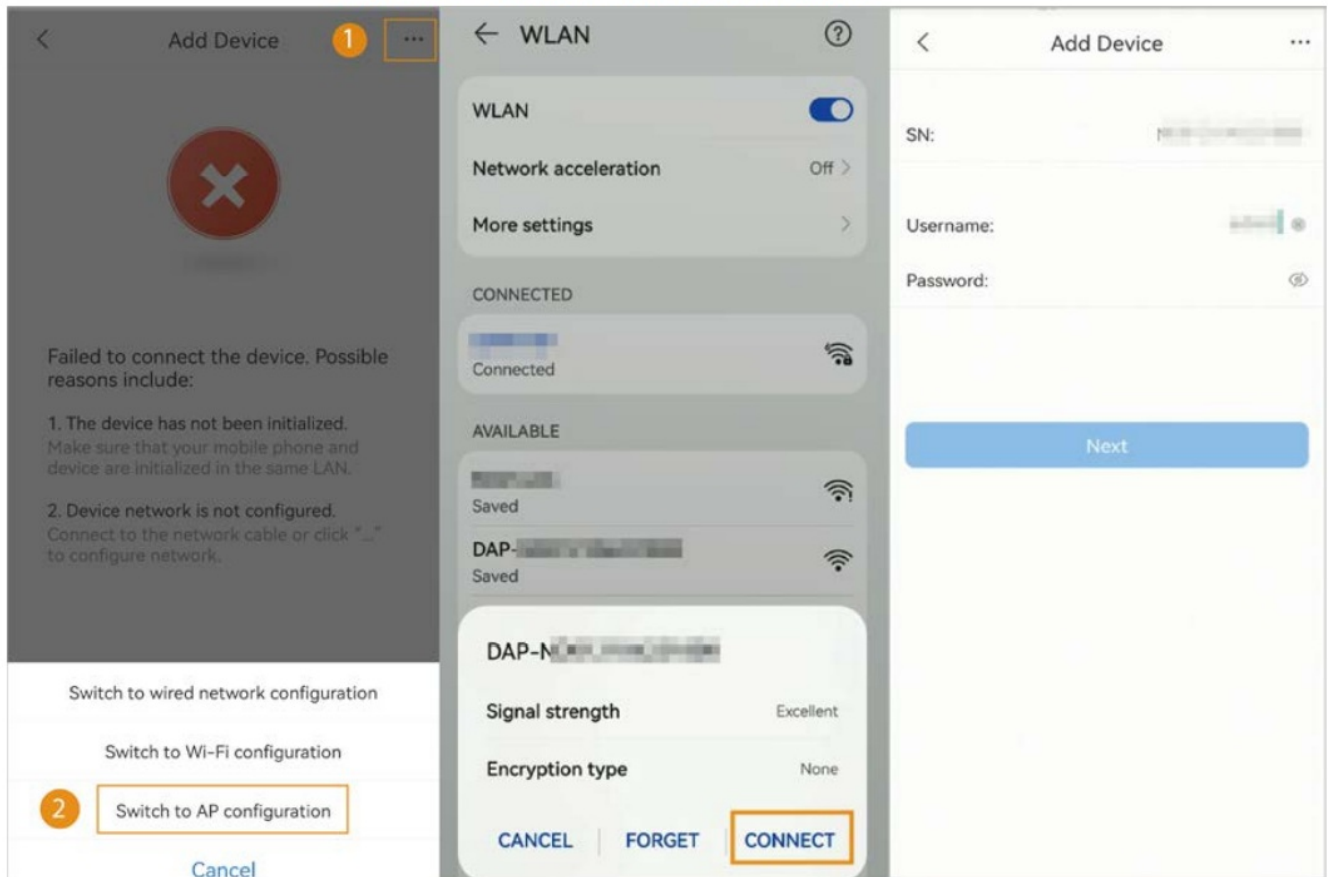 Add Device
1
...
Failed to connect the device. Possible
reasons include:
1. The device has not been initialized.
Make sure that your mobile phone and
device are initialized in the same LAN.
2. Device network is not configured.
Connect to the network cable or click "..."
to configure network.
Switch to wired network configuration
Switch to Wi-Fi configuration
2
Switch to AP configuration
Cancel
WLAN
?
WLAN
Network acceleration Off >
More settings >
CONNECTED
Connected
AVAILABLE
Saved
DAP-
Saved
DAP-N
Signal strength Excellent
Encryption type None
CANCEL FORGET CONNECT
Add Device ...
SN:
Username:
Password:
Next